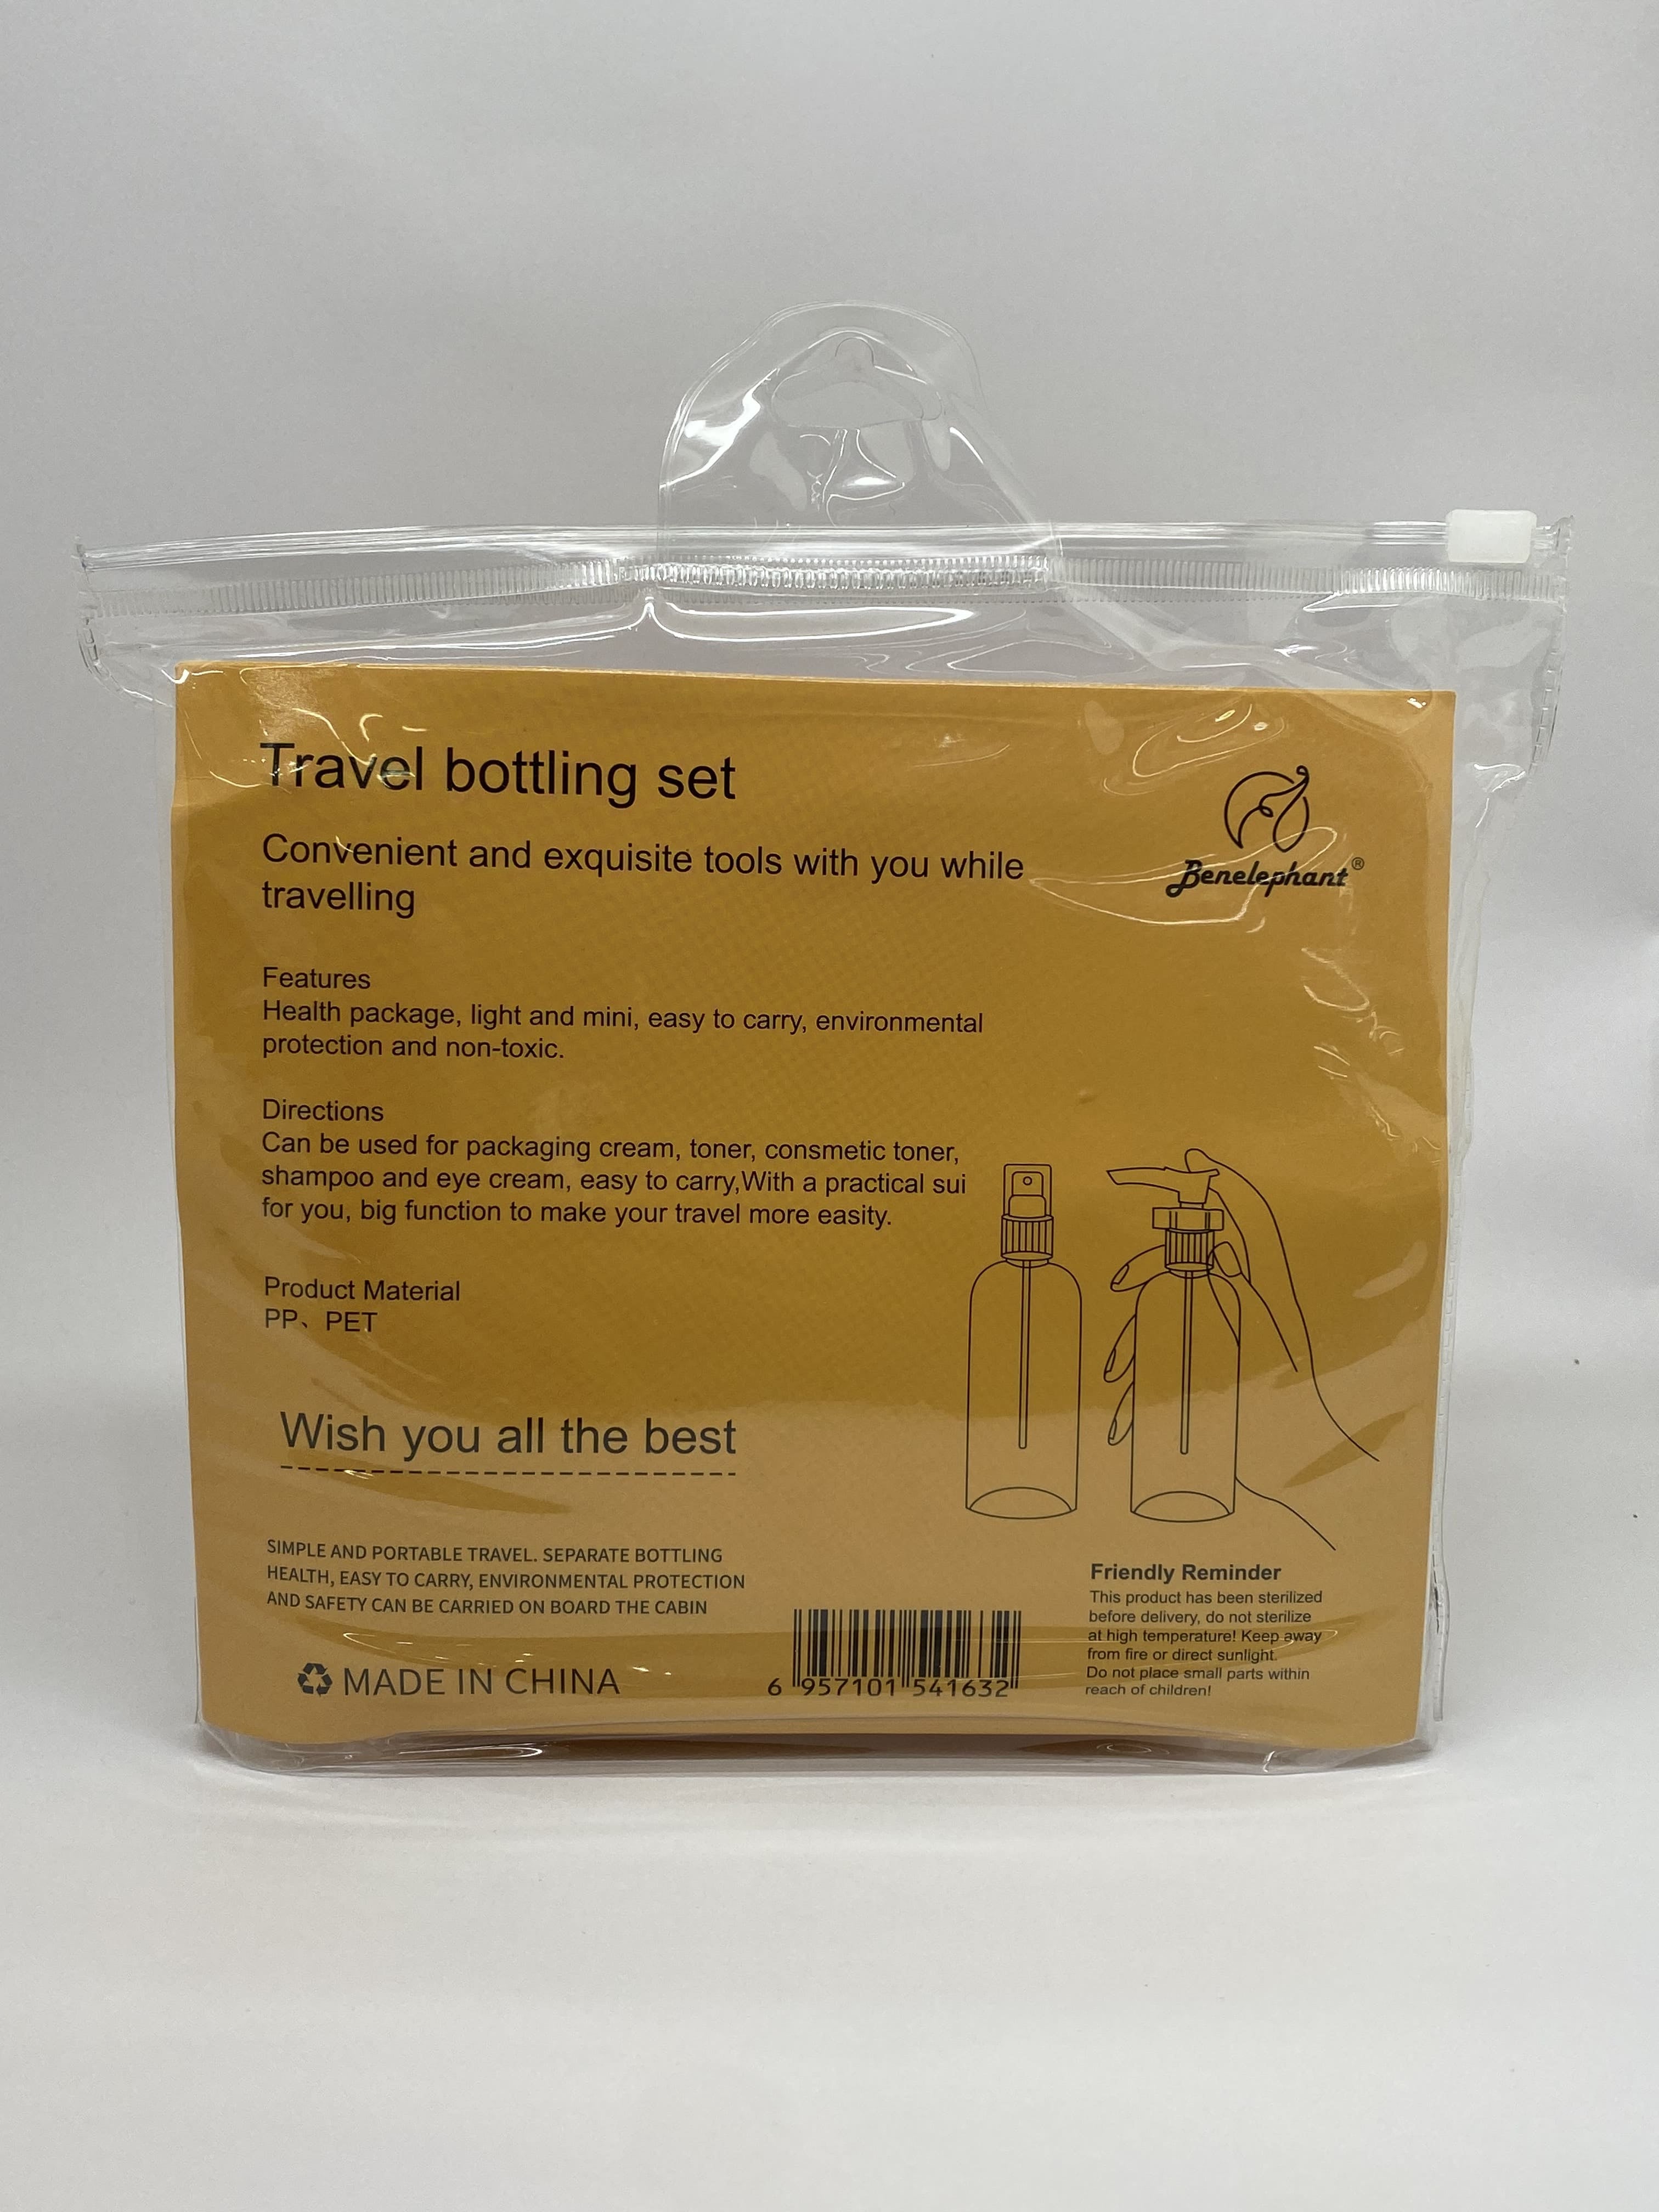 Travel bottling set
Convenient and exquisite tools with you while
travelling
Benelephant®
Features
Health package, light and mini, easy to carry, environmental
protection and non-toxic.
Directions
Can be used for packaging cream, toner, consmetic toner,
shampoo and eye cream, easy to carry,With a practical sui
for you, big function to make your travel more easity.
Product Material
PP、PET
Wish you all the best
SIMPLE AND PORTABLE TRAVEL. SEPARATE BOTTLING
HEALTH, EASY TO CARRY, ENVIRONMENTAL PROTECTION
AND SAFETY CAN BE CARRIED ON BOARD THE CABIN
MADE IN CHINA
6 957101 541632
Friendly Reminder
This product has been sterilized
before delivery, do not sterilize
at high temperature! Keep away
from fire or direct sunlight.
Do not place small parts within
reach of children!